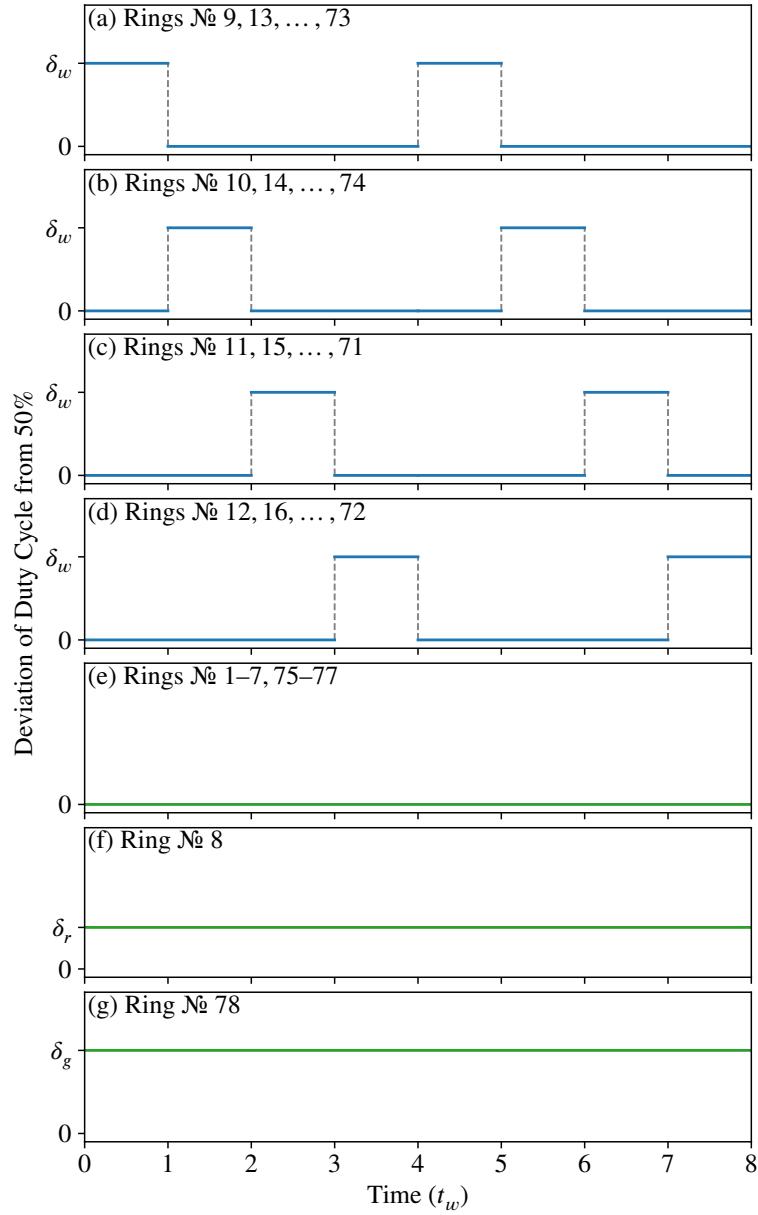 (a) Rings № 9, 13, … , 73
δw
0
(b) Rings № 10, 14, … , 74
δw
0
(c) Rings № 11, 15, … , 71
δw
0
(d) Rings № 12, 16, … , 72
δw
0
(e) Rings № 1–7, 75–77
0
(f) Ring № 8
δr
0
(g) Ring № 78
δg
0
0 1 2 3 4 5 6 7 8
Time (tw)
Deviation of Duty Cycle from 50%